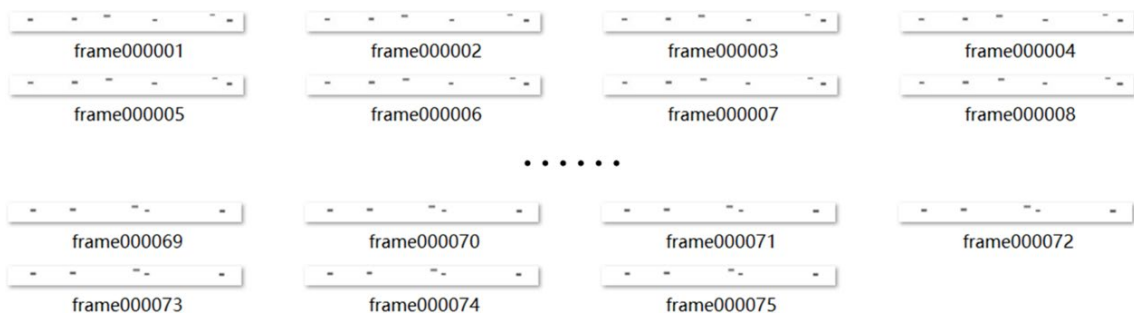 frame000001 frame000002 frame000003 frame000004
frame000005 frame000006 frame000007 frame000008
......
frame000069 frame000070 frame000071 frame000072
frame000073 frame000074 frame000075